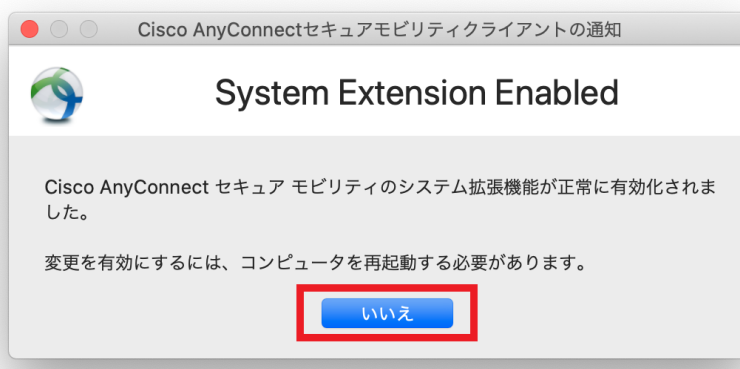 Cisco AnyConnectセキュアモビリティクライアントの通知
System Extension Enabled
Cisco AnyConnect セキュア モビリティのシステム拡張機能が正常に有効化されま
した。
変更を有効にするには、コンピュータを再起動する必要があります。
いいえ